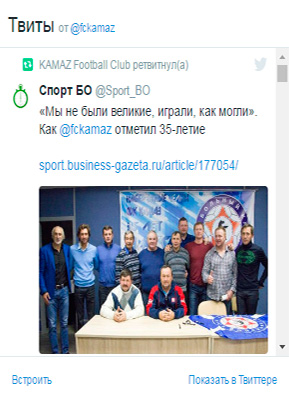 Твиты от @fckamaz
KAMAZ Football Club ретвитнул(а)
Спорт БО @Sport_BO
«Мы не были великие, играли, как могли».
Как @fckamaz отметил 35-летие
sport.business-gazeta.ru/article/177054/
Встроить Показать в Твиттере